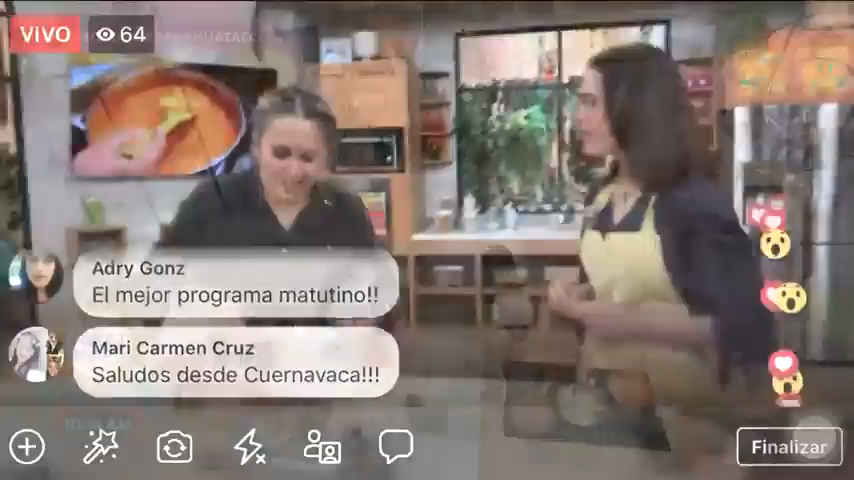 VIVO
64
Adry Gonz
El mejor programa matutino!!
Mari Carmen Cruz
Saludos desde Cuernavaca!!!
Finalizar